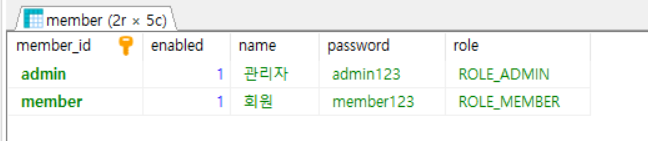 member (2r × 5c)
member_id enabled name password role
admin 1 관리자 admin123 ROLE_ADMIN
member 1 회원 member123 ROLE_MEMBER